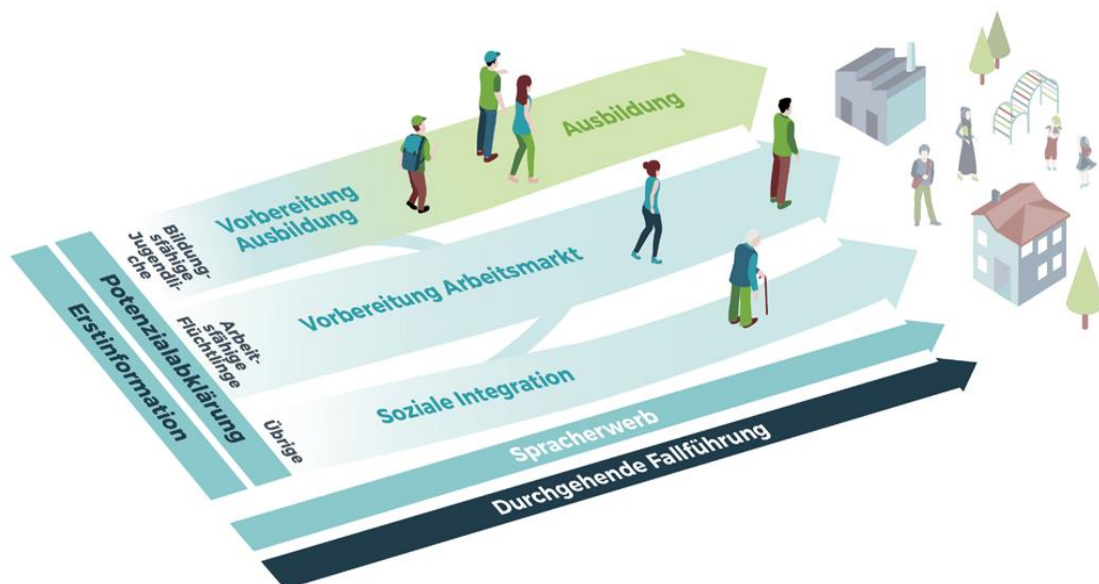 Erstinformation
Potenzialabklärung
Bildung-
sfähige
Jugendli-
che
Vorbereitung
Ausbildung
Ausbildung
Arbeit-
sfähige
Flüchtlinge
Vorbereitung Arbeitsmarkt
Übrige
Soziale Integration
Spracherwerb
Durchgehende Fallführung